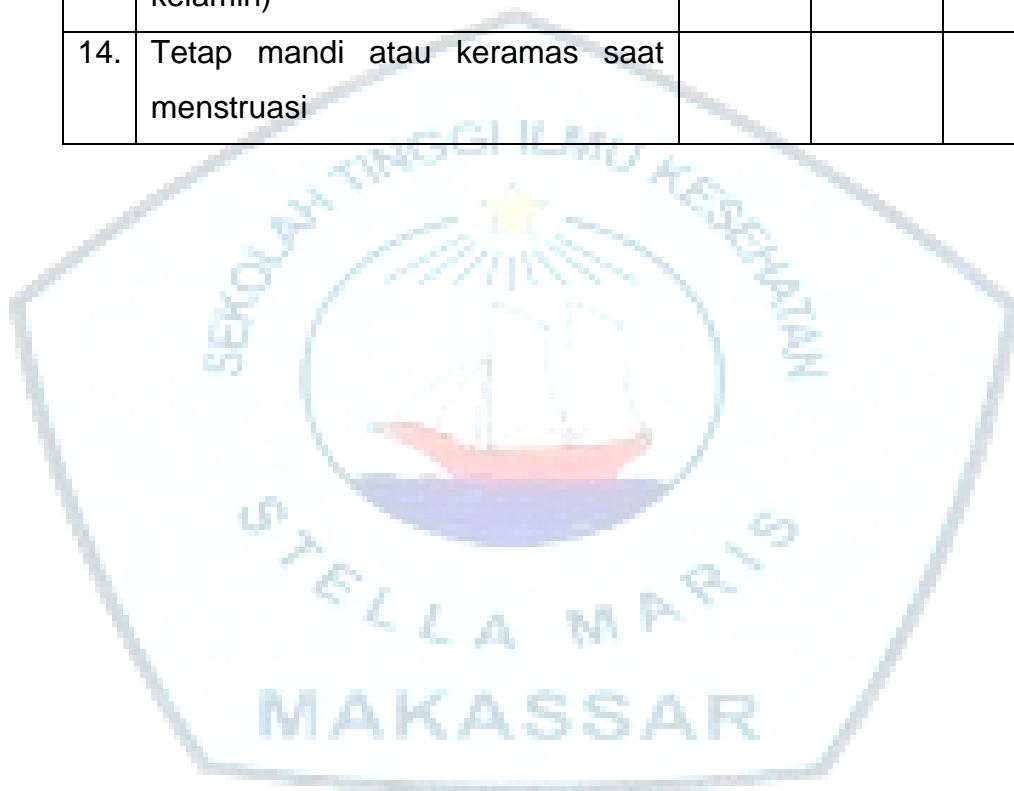 kelamin)
14. Tetap mandi atau keramas saat
menstruasi
SEKOLAH TINGGI ILMU KESEHATAN
STELLA MARIS
MAKASSAR